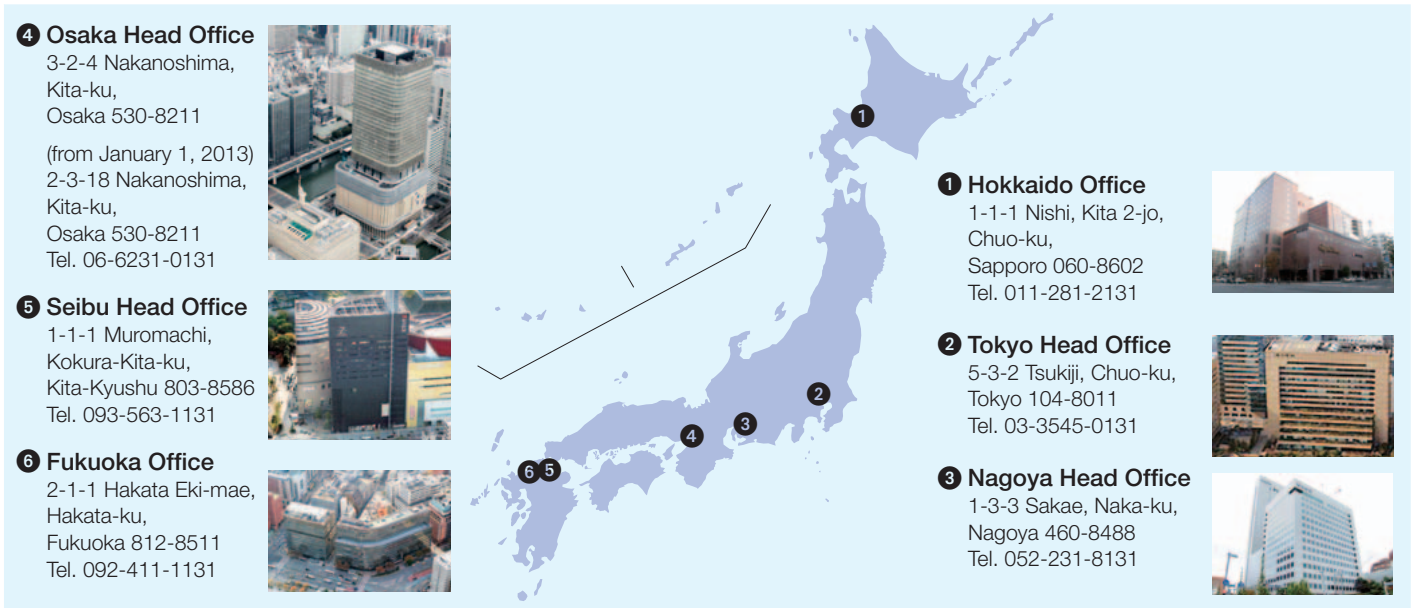 4 Osaka Head Office
3-2-4 Nakanoshima,
Kita-ku,
Osaka 530-8211
(from January 1, 2013)
2-3-18 Nakanoshima,
Kita-ku,
Osaka 530-8211
Tel. 06-6231-0131
5 Seibu Head Office
1-1-1 Muromachi,
Kokura-Kita-ku,
Kita-Kyushu 803-8586
Tel. 093-563-1131
6 Fukuoka Office
2-1-1 Hakata Eki-mae,
Hakata-ku,
Fukuoka 812-8511
Tel. 092-411-1131
1
2
3
4
6 5
1 Hokkaido Office
1-1-1 Nishi, Kita 2-jo,
Chuo-ku,
Sapporo 060-8602
Tel. 011-281-2131
2 Tokyo Head Office
5-3-2 Tsukiji, Chuo-ku,
Tokyo 104-8011
Tel. 03-3545-0131
3 Nagoya Head Office
1-3-3 Sakae, Naka-ku,
Nagoya 460-8488
Tel. 052-231-8131